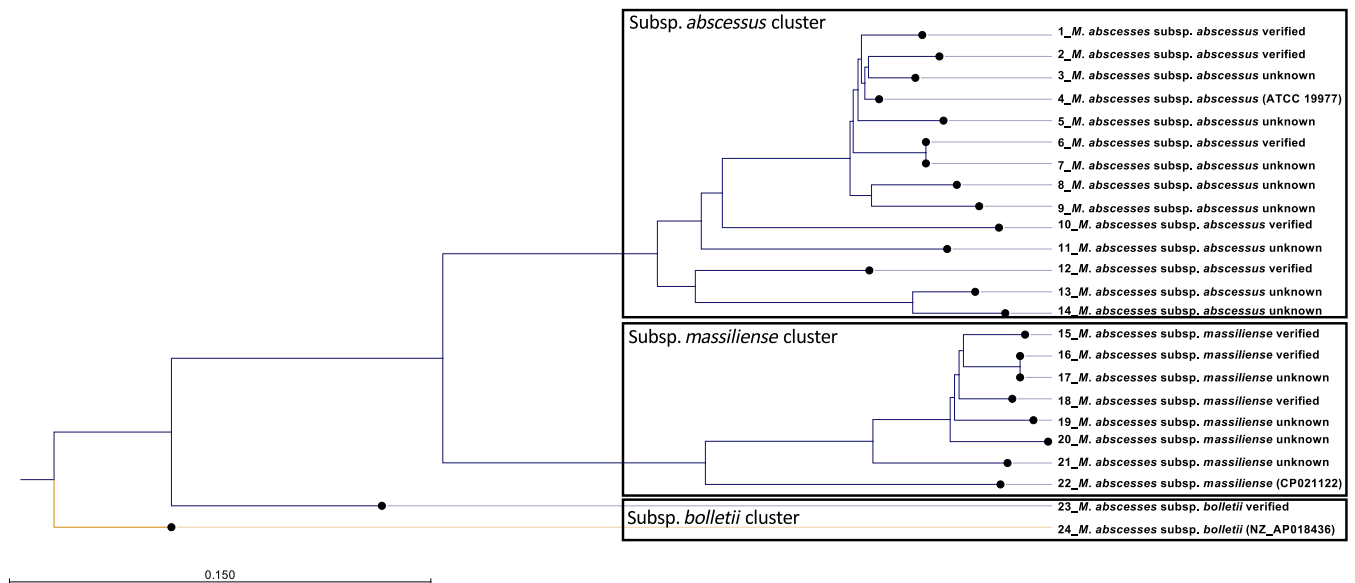 Subsp. abscessus cluster
1_M. abscesses subsp. abscessus verified
2_M. abscesses subsp. abscessus verified
3_M. abscesses subsp. abscessus unknown
4_M. abscesses subsp. abscessus (ATCC 19977)
5_M. abscesses subsp. abscessus unknown
6_M. abscesses subsp. abscessus verified
7_M. abscesses subsp. abscessus unknown
8_M. abscesses subsp. abscessus unknown
9_M. abscesses subsp. abscessus unknown
10_M. abscesses subsp. abscessus verified
11_M. abscesses subsp. abscessus unknown
12_M. abscesses subsp. abscessus verified
13_M. abscesses subsp. abscessus unknown
14_M. abscesses subsp. abscessus unknown
Subsp. massiliense cluster
15_M. abscesses subsp. massiliense verified
16_M. abscesses subsp. massiliense verified
17_M. abscesses subsp. massiliense unknown
18_M. abscesses subsp. massiliense verified
19_M. abscesses subsp. massiliense unknown
20_M. abscesses subsp. massiliense unknown
21_M. abscesses subsp. massiliense unknown
22_M. abscesses subsp. massiliense (CP021122)
Subsp. bolletii cluster
23_M. abscesses subsp. bolletii verified
24_M. abscesses subsp. bolletii (NZ_AP018436)
0.150